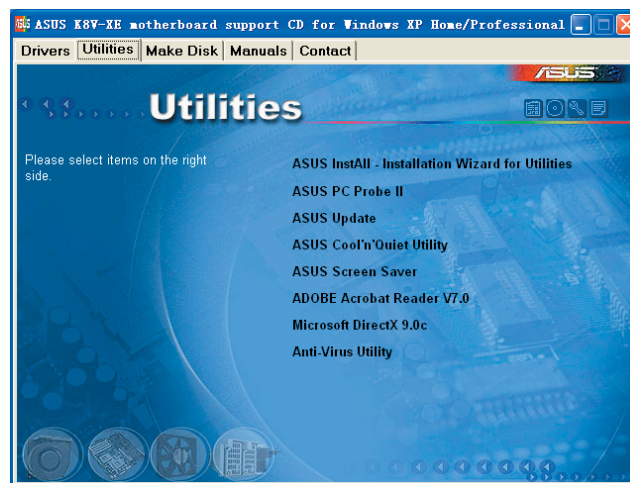 ASUS K8V-XE motherboard support CD for Windows XP Home/Professional
Drivers Utilities Make Disk Manuals Contact
ASUS
Utilities
Please select items on the right
side.
ASUS InstAll - Installation Wizard for Utilities
ASUS PC Probe II
ASUS Update
ASUS Cool'n'Quiet Utility
ASUS Screen Saver
ADOBE Acrobat Reader V7.0
Microsoft DirectX 9.0c
Anti-Virus Utility